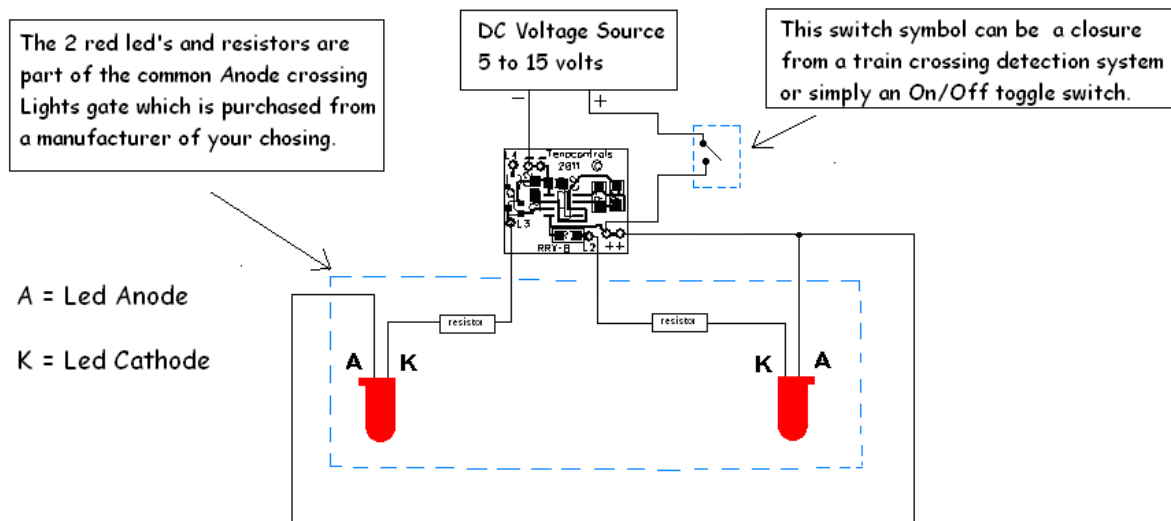 The 2 red led's and resistors are
part of the common Anode crossing
Lights gate which is purchased from
a manufacturer of your chosing.
DC Voltage Source
5 to 15 volts
This switch symbol can be a closure
from a train crossing detection system
or simply an On/Off toggle switch.
− +
L1
Tenocontrols
2011 ©
L3
RRY-B L2 ++
A = Led Anode
K = Led Cathode
resistor
resistor
A K
K A